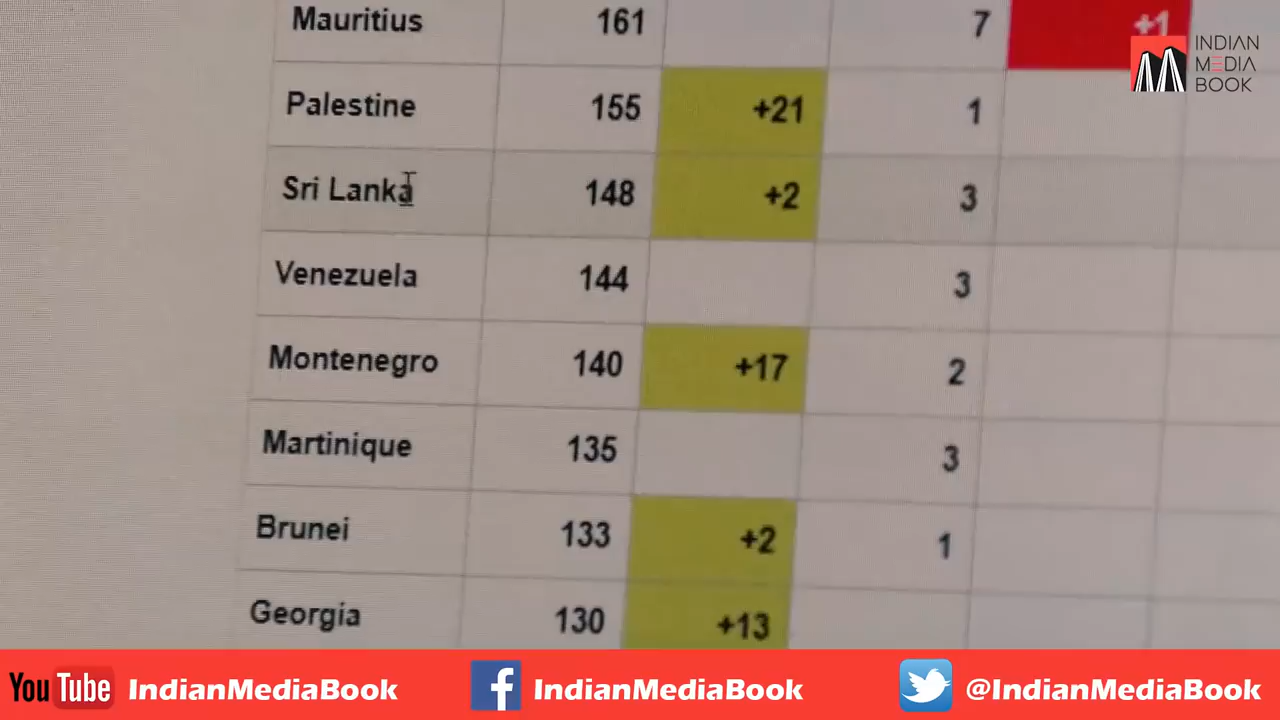 Mauritius 161 7 +1
Palestine 155 +21 1
Sri Lanka 148 +2 3
Venezuela 144 3
Montenegro 140 +17 2
Martinique 135 3
Brunei 133 +2 1
Georgia 130 +13
INDIAN
MEDIA
BOOK
YouTube IndianMediaBook
f IndianMediaBook
@IndianMediaBook